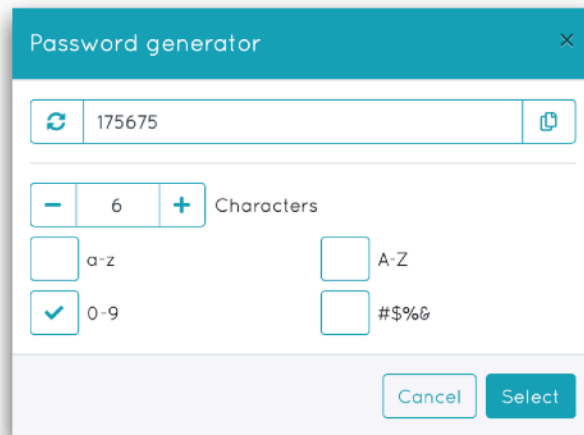 Password generator
175675
6 Characters
a-z A-Z
0-9 #$%&
Cancel Select